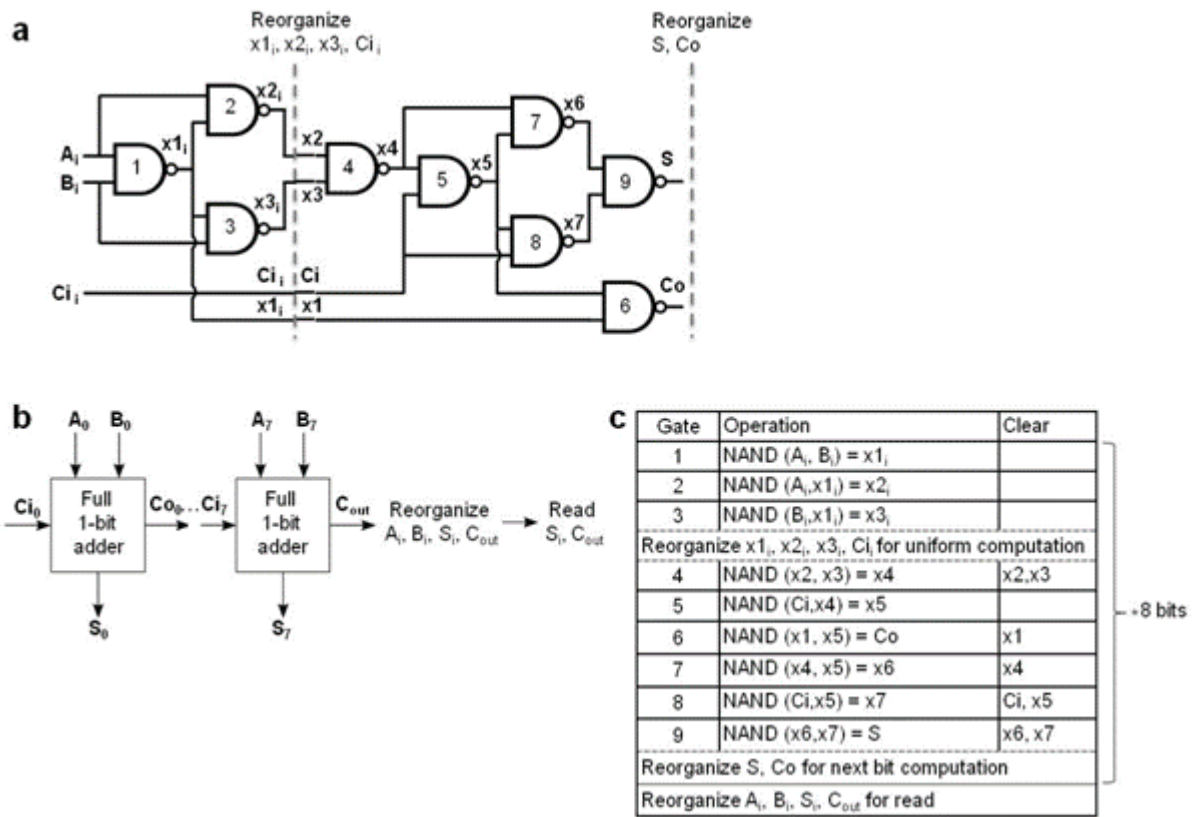 a
Reorganize
x1ᵢ, x2ᵢ, x3ᵢ, Ciᵢ
Reorganize
S, Co
Aᵢ
Bᵢ
Ciᵢ
1
x1ᵢ
2
x2ᵢ
3
x3ᵢ
x2
x3
Ciᵢ Ci
x1ᵢ x1
4
x4
5
x5
7
x6
8
x7
9
S
6
Co
b
A₀ B₀
A₇ B₇
Ci₀
Full
1-bit
adder
Co₀…Ci₇
Full
1-bit
adder
Cₒᵤₜ
Reorganize
Aᵢ, Bᵢ, Sᵢ, Cₒᵤₜ
Read
Sᵢ, Cₒᵤₜ
S₀
S₇
c
Gate Operation Clear
1 NAND (Aᵢ, Bᵢ) = x1ᵢ
2 NAND (Aᵢ,x1ᵢ) = x2ᵢ
3 NAND (Bᵢ,x1ᵢ) = x3ᵢ
Reorganize x1ᵢ, x2ᵢ, x3ᵢ, Ciᵢ for uniform computation
4 NAND (x2, x3) = x4 x2,x3
5 NAND (Ci,x4) = x5
6 NAND (x1, x5) = Co x1
7 NAND (x4, x5) = x6 x4
8 NAND (Ci,x5) = x7 Ci, x5
9 NAND (x6,x7) = S x6, x7
Reorganize S, Co for next bit computation
Reorganize Aᵢ, Bᵢ, Sᵢ, Cₒᵤₜ for read
8 bits